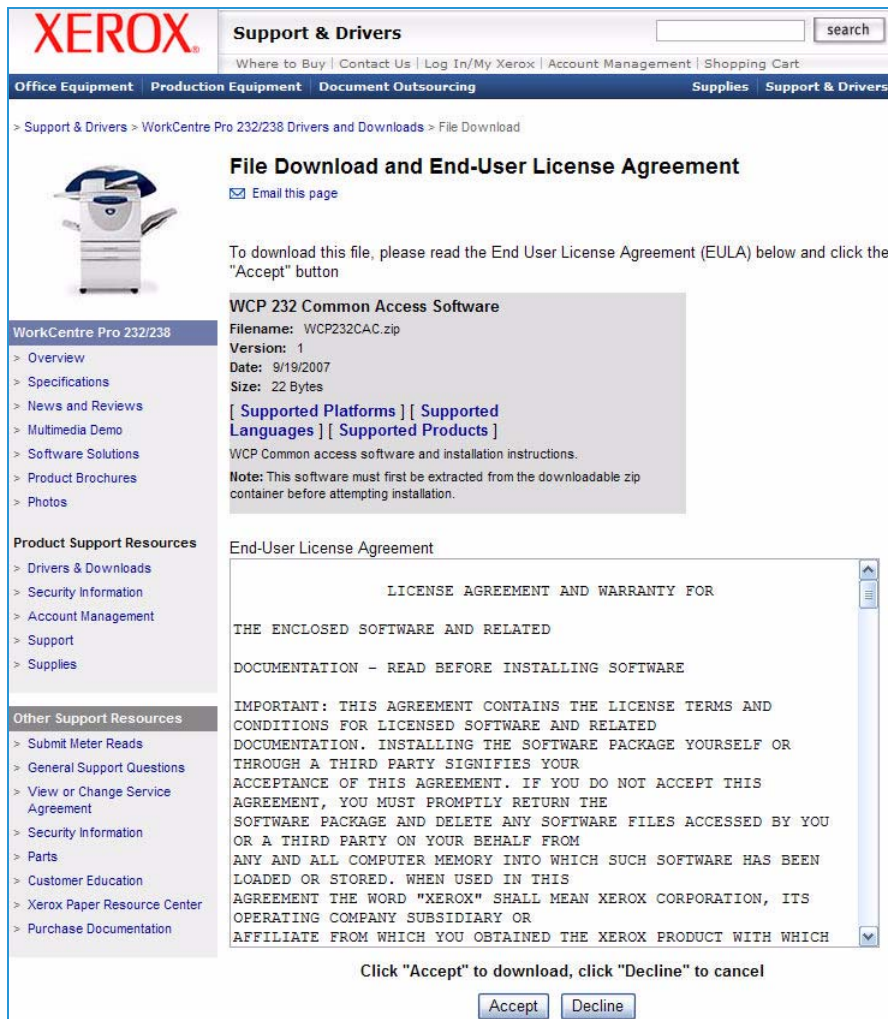 XEROX®
Support & Drivers
search
Where to Buy | Contact Us | Log In/My Xerox | Account Management | Shopping Cart
Office Equipment | Production Equipment | Document Outsourcing
Supplies | Support & Drivers
> Support & Drivers > WorkCentre Pro 232/238 Drivers and Downloads > File Download
File Download and End-User License Agreement
Email this page
To download this file, please read the End User License Agreement (EULA) below and click the
"Accept" button
WCP 232 Common Access Software
Filename: WCP232CAC.zip
Version: 1
Date: 9/19/2007
Size: 22 Bytes
[ Supported Platforms ] [ Supported
Languages ] [ Supported Products ]
WCP Common access software and installation instructions.
Note: This software must first be extracted from the downloadable zip
container before attempting installation.
WorkCentre Pro 232/238
> Overview
> Specifications
> News and Reviews
> Multimedia Demo
> Software Solutions
> Product Brochures
> Photos
Product Support Resources
> Drivers & Downloads
> Security Information
> Account Management
> Support
> Supplies
Other Support Resources
> Submit Meter Reads
> General Support Questions
> View or Change Service
Agreement
> Security Information
> Parts
> Customer Education
> Xerox Paper Resource Center
> Purchase Documentation
End-User License Agreement
LICENSE AGREEMENT AND WARRANTY FOR
THE ENCLOSED SOFTWARE AND RELATED
DOCUMENTATION – READ BEFORE INSTALLING SOFTWARE
IMPORTANT: THIS AGREEMENT CONTAINS THE LICENSE TERMS AND
CONDITIONS FOR LICENSED SOFTWARE AND RELATED
DOCUMENTATION. INSTALLING THE SOFTWARE PACKAGE YOURSELF OR
THROUGH A THIRD PARTY SIGNIFIES YOUR
ACCEPTANCE OF THIS AGREEMENT. IF YOU DO NOT ACCEPT THIS
AGREEMENT, YOU MUST PROMPTLY RETURN THE
SOFTWARE PACKAGE AND DELETE ANY SOFTWARE FILES ACCESSED BY YOU
OR A THIRD PARTY ON YOUR BEHALF FROM
ANY AND ALL COMPUTER MEMORY INTO WHICH SUCH SOFTWARE HAS BEEN
LOADED OR STORED. WHEN USED IN THIS
AGREEMENT THE WORD "XEROX" SHALL MEAN XEROX CORPORATION, ITS
OPERATING COMPANY SUBSIDIARY OR
AFFILIATE FROM WHICH YOU OBTAINED THE XEROX PRODUCT WITH WHICH
Click "Accept" to download, click "Decline" to cancel
Accept
Decline